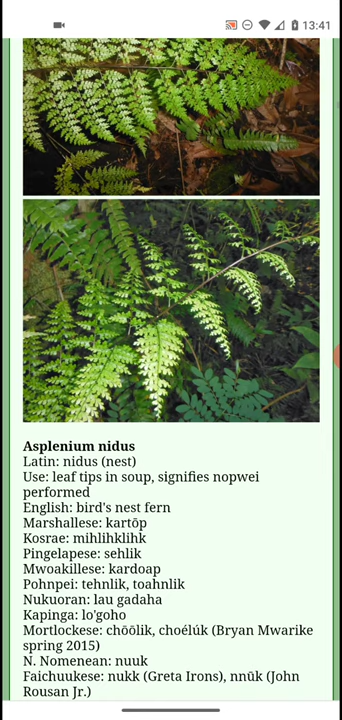 13:41
Asplenium nidus
Latin: nidus (nest)
Use: leaf tips in soup, signifies nopwei
performed
English: bird's nest fern
Marshallese: kartōp
Kosrae: mihlihklihk
Pingelapese: sehlik
Mwoakillese: kardoap
Pohnpei: tehnlik, toahnlik
Nukuoran: lau gadaha
Kapinga: lo'goho
Mortlockese: chōōlik, choélúk (Bryan Mwarike
spring 2015)
N. Nomenean: nuuk
Faichuukese: nukk (Greta Irons), nnūk (John
Rousan Jr.)